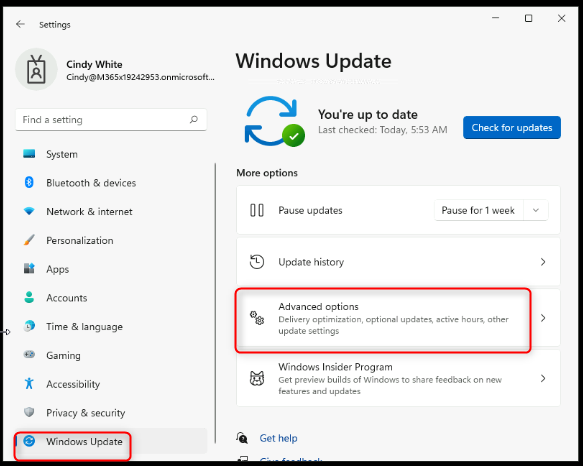 Settings
Cindy White
Cindy@M365x19242953.onmicrosoft...
Find a setting
System
Bluetooth & devices
Network & internet
Personalization
Apps
Accounts
Time & language
Gaming
Accessibility
Privacy & security
Windows Update
Windows Update
You're up to date
Last checked: Today, 5:53 AM
Check for updates
More options
Pause updates
Pause for 1 week
Update history
Advanced options
Delivery optimization, optional updates, active hours, other
update settings
Windows Insider Program
Get preview builds of Windows to share feedback on new
features and updates
Get help
Give feedback